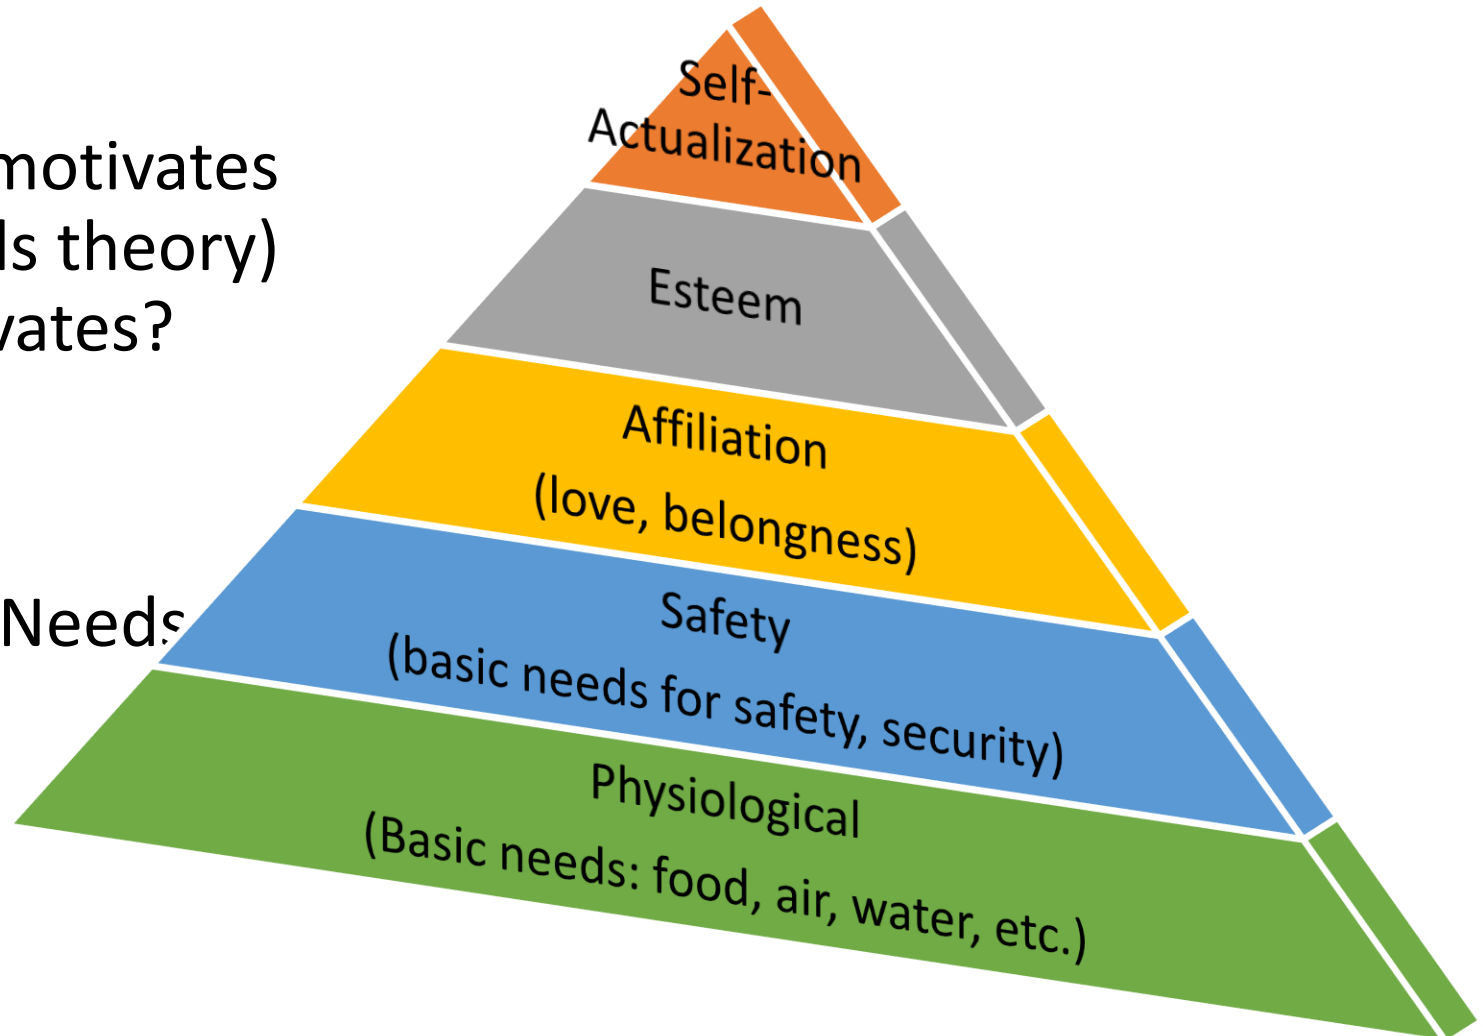 motivates
ls theory)
vates?
Needs
Self-
Actualization
Esteem
Affiliation
(love, belongness)
Safety
(basic needs for safety, security)
Physiological
(Basic needs: food, air, water, etc.)